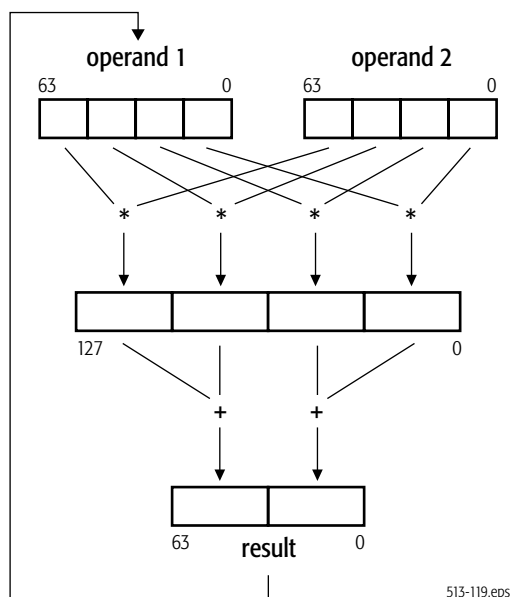 operand 1 operand 2
63 0 63 0
* * * *
127 0
+ +
63 result 0
513-119.eps